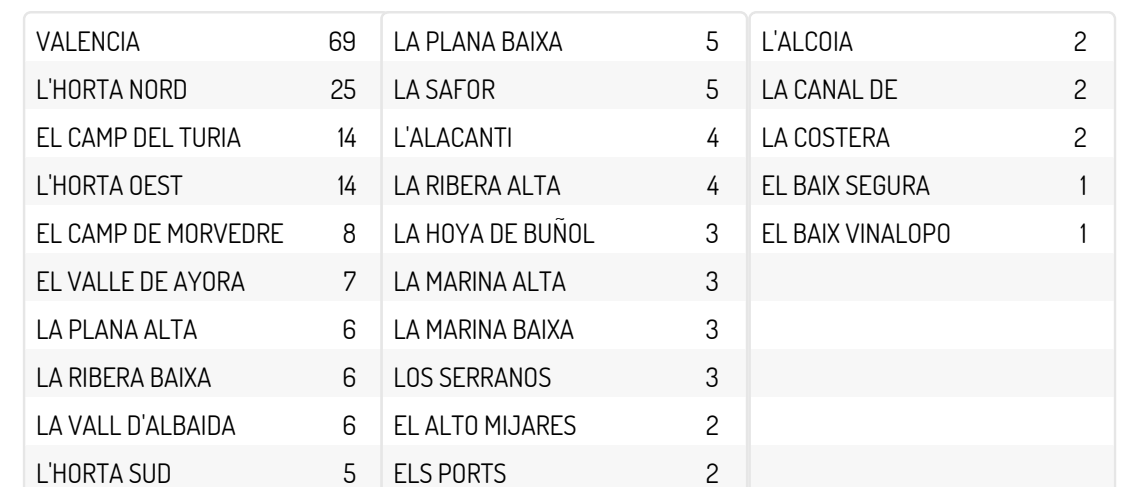 VALENCIA 69
L'HORTA NORD 25
EL CAMP DEL TURIA 14
L'HORTA OEST 14
EL CAMP DE MORVEDRE 8
EL VALLE DE AYORA 7
LA PLANA ALTA 6
LA RIBERA BAIXA 6
LA VALL D'ALBAIDA 6
L'HORTA SUD 5
LA PLANA BAIXA 5
LA SAFOR 5
L'ALACANTI 4
LA RIBERA ALTA 4
LA HOYA DE BUÑOL 3
LA MARINA ALTA 3
LA MARINA BAIXA 3
LOS SERRANOS 3
EL ALTO MIJARES 2
ELS PORTS 2
L'ALCOIA 2
LA CANAL DE 2
LA COSTERA 2
EL BAIX SEGURA 1
EL BAIX VINALOPO 1